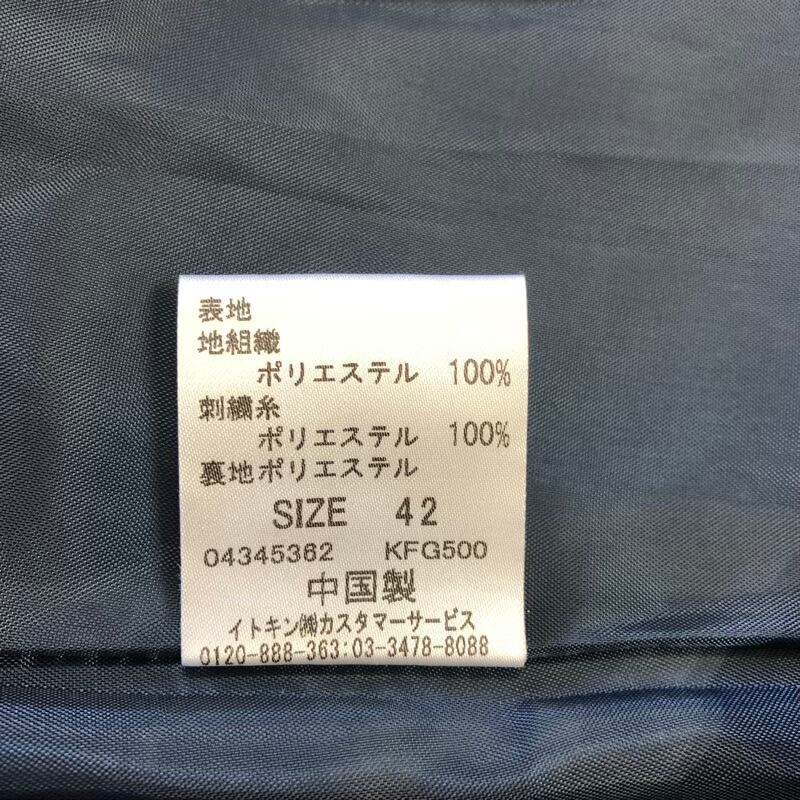 表地
地組織
ポリエステル 100%
刺繍糸
ポリエステル 100%
裏地ポリエステル
SIZE 42
04345362 KFG500
中国製
イトキン㈱カスタマーサービス
0120-888-363:03-3478-8088